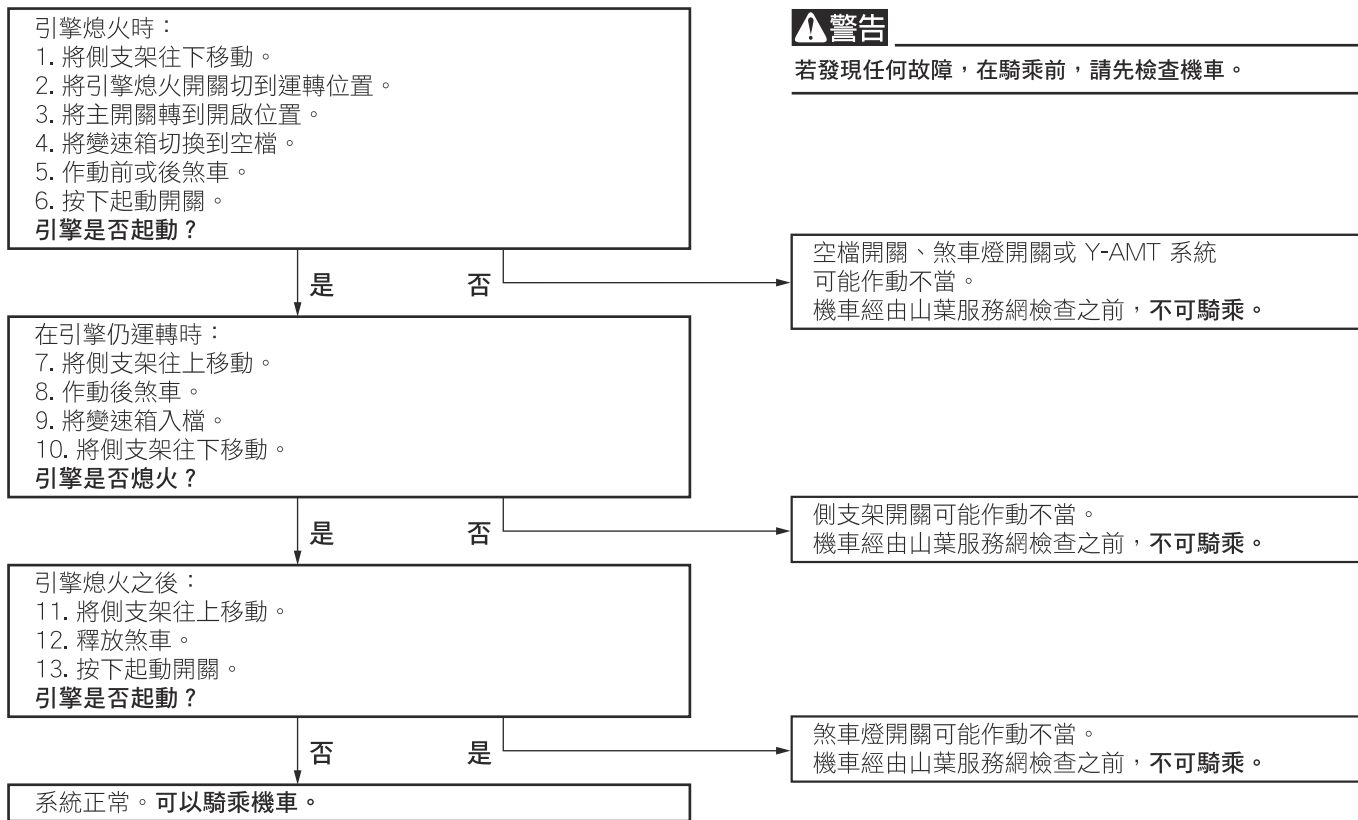 引擎熄火時：
1. 將側支架往下移動。
2. 將引擎熄火開關切到運轉位置。
3. 將主開關轉到開啟位置。
4. 將變速箱切換到空檔。
5. 作動前或後煞車。
6. 按下起動開關。
引擎是否起動？
警告
若發現任何故障，在騎乘前，請先檢查機車。
是
否
空檔開關、煞車燈開關或 Y-AMT 系統
可能作動不當。
機車經由山葉服務網檢查之前，不可騎乘。
在引擎仍運轉時：
7. 將側支架往上移動。
8. 作動後煞車。
9. 將變速箱入檔。
10. 將側支架往下移動。
引擎是否熄火？
是
否
側支架開關可能作動不當。
機車經由山葉服務網檢查之前，不可騎乘。
引擎熄火之後：
11. 將側支架往上移動。
12. 釋放煞車。
13. 按下起動開關。
引擎是否起動？
否
是
煞車燈開關可能作動不當。
機車經由山葉服務網檢查之前，不可騎乘。
系統正常。可以騎乘機車。